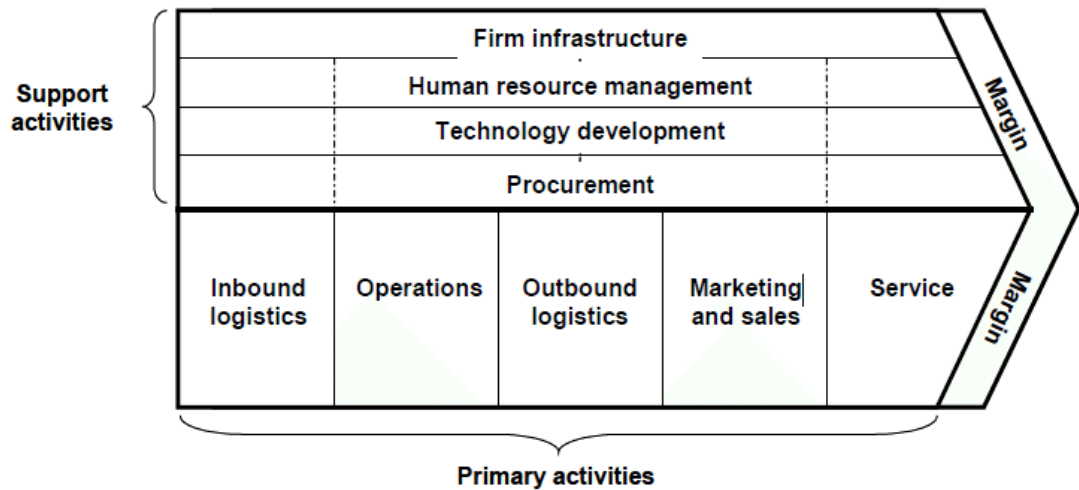 Firm infrastructure
Human resource management
Support
activities
Technology development
Procurement
Margin
Inbound
logistics
Operations
Outbound
logistics
Marketing
and sales
Service
Margin
Primary activities